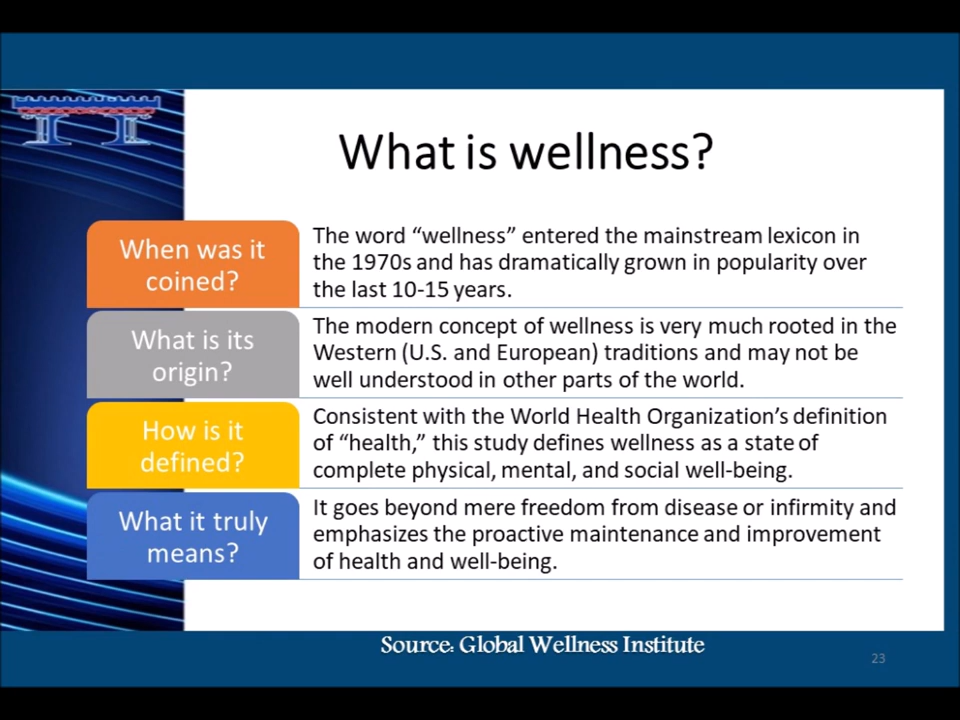 What is wellness?
When was it
coined?
The word “wellness” entered the mainstream lexicon in
the 1970s and has dramatically grown in popularity over
the last 10-15 years.
What is its
origin?
The modern concept of wellness is very much rooted in the
Western (U.S. and European) traditions and may not be
well understood in other parts of the world.
How is it
defined?
Consistent with the World Health Organization’s definition
of “health,” this study defines wellness as a state of
complete physical, mental, and social well-being.
What it truly
means?
It goes beyond mere freedom from disease or infirmity and
emphasizes the proactive maintenance and improvement
of health and well-being.
Source: Global Wellness Institute
23